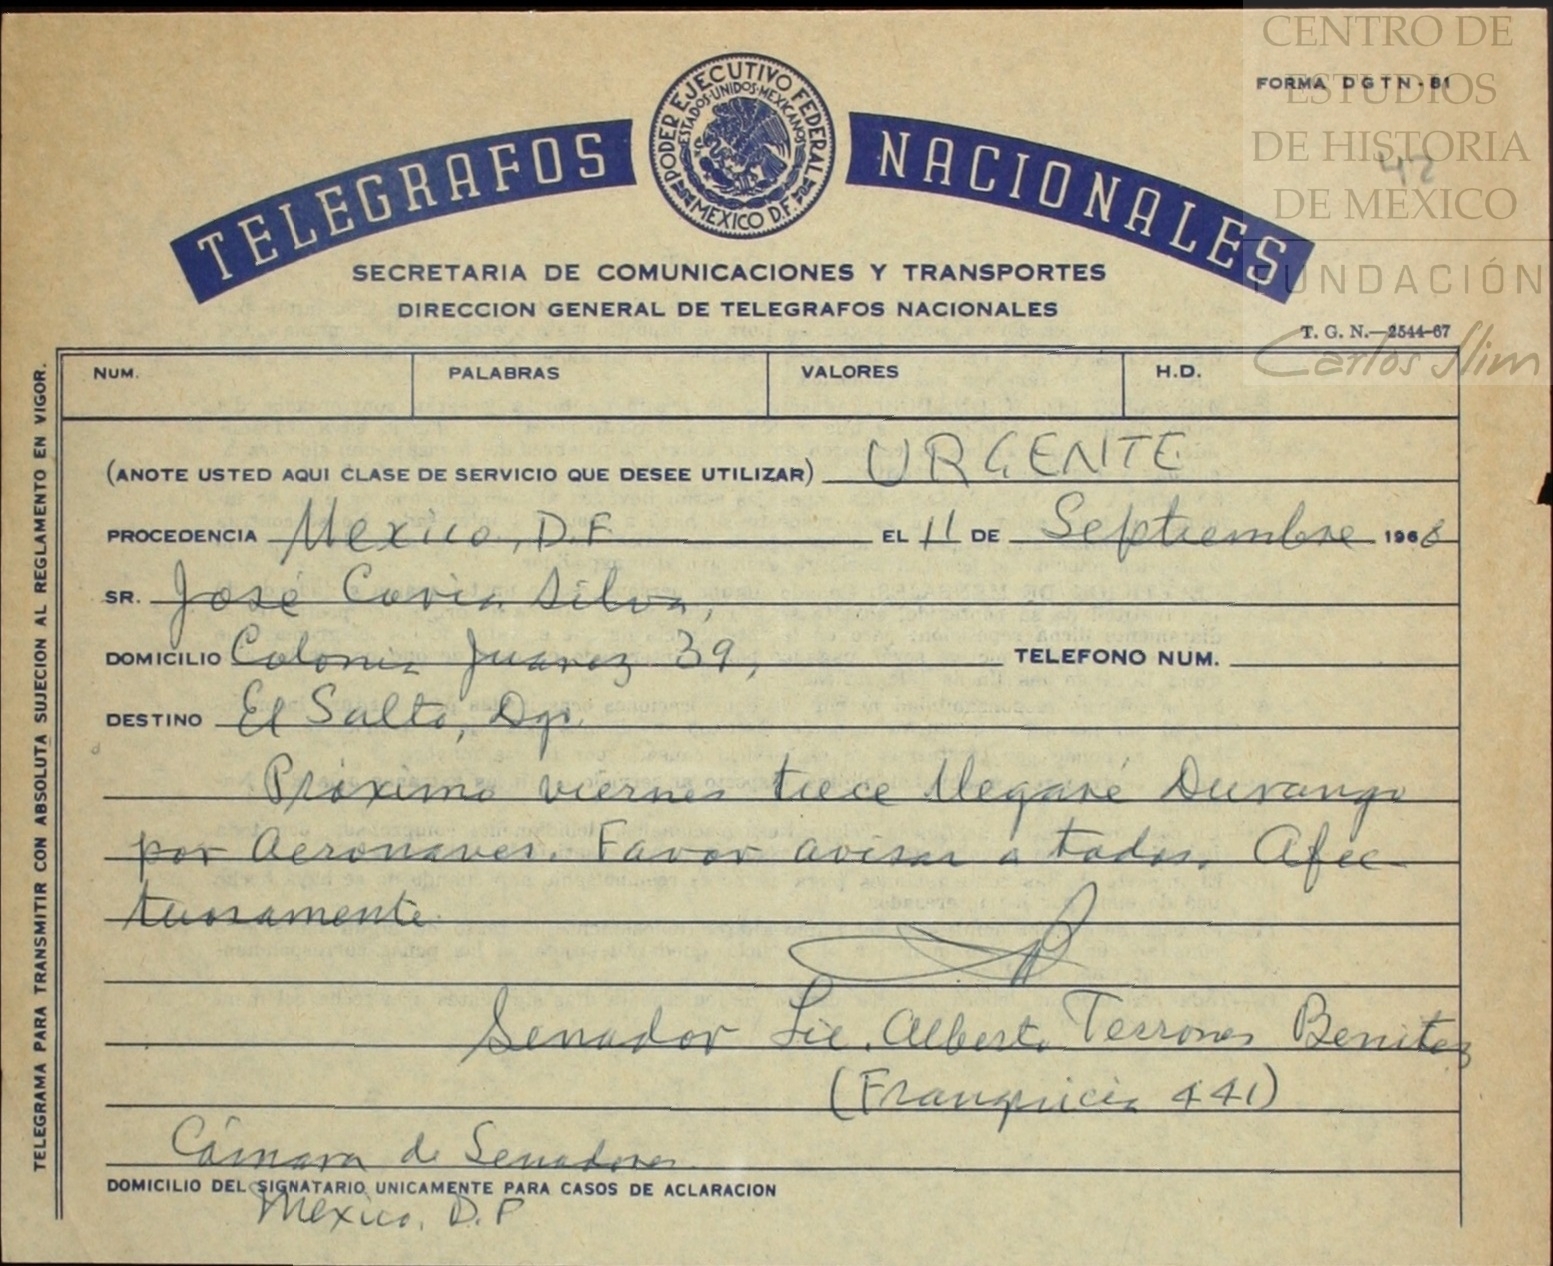 CENTRO DE
ESTUDIOS
DE HISTORIA
DE MEXICO
FUNDACIÓN
Carlos Slim
FORMA DGTN-81
42
TELEGRAFOS NACIONALES
PODER EJECUTIVO FEDERAL
ESTADOS·UNIDOS·MEXICANOS
MEXICO D.F.
SECRETARIA DE COMUNICACIONES Y TRANSPORTES
DIRECCION GENERAL DE TELEGRAFOS NACIONALES
T. G. N.—2544-67
NUM. PALABRAS VALORES H.D.
(ANOTE USTED AQUI CLASE DE SERVICIO QUE DESEE UTILIZAR) URGENTE
PROCEDENCIA Mexico, D.F. EL 11 DE Septiembre 1968
SR. José Covia Silva,
DOMICILIO Colonia Juarez 39, TELEFONO NUM.
DESTINO El Salto, Dgo.
Próximo viernes trece llegaré Durango
por Aeronaves. Favor avisar a todos. Afec-
tuosamente.
Senador Lic. Alberto Terrones Benitez
(Franquicia 441)
Cámara de Senadores
DOMICILIO DEL SIGNATARIO UNICAMENTE PARA CASOS DE ACLARACION
Mexico, D.F
TELEGRAMA PARA TRANSMITIR CON ABSOLUTA SUJECION AL REGLAMENTO EN VIGOR.